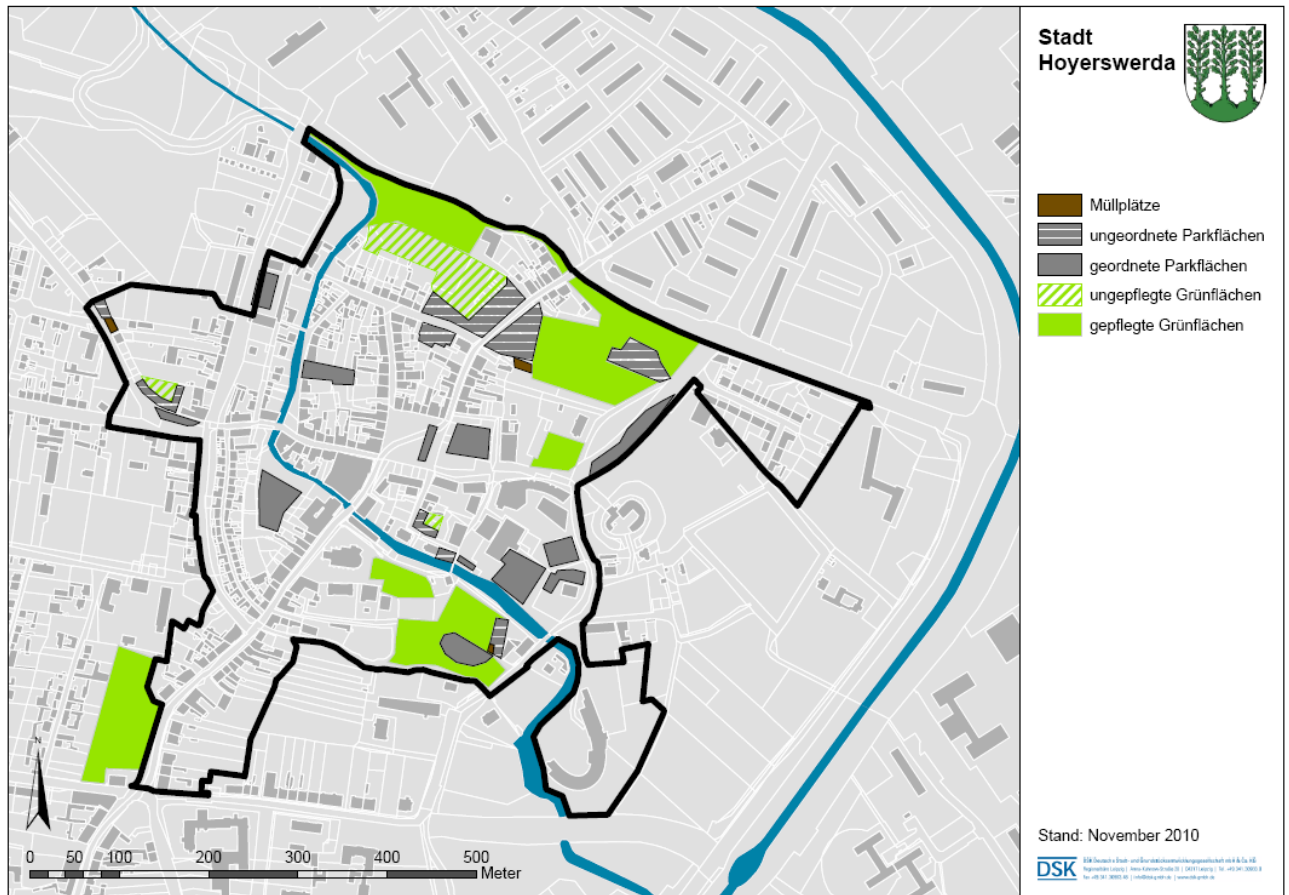 Stadt
Hoyerswerda
Müllplätze
ungeordnete Parkflächen
geordnete Parkflächen
ungepflegte Grünflächen
gepflegte Grünflächen
N
0 50 100 200 300 400 500
Meter
Stand: November 2010
DSK